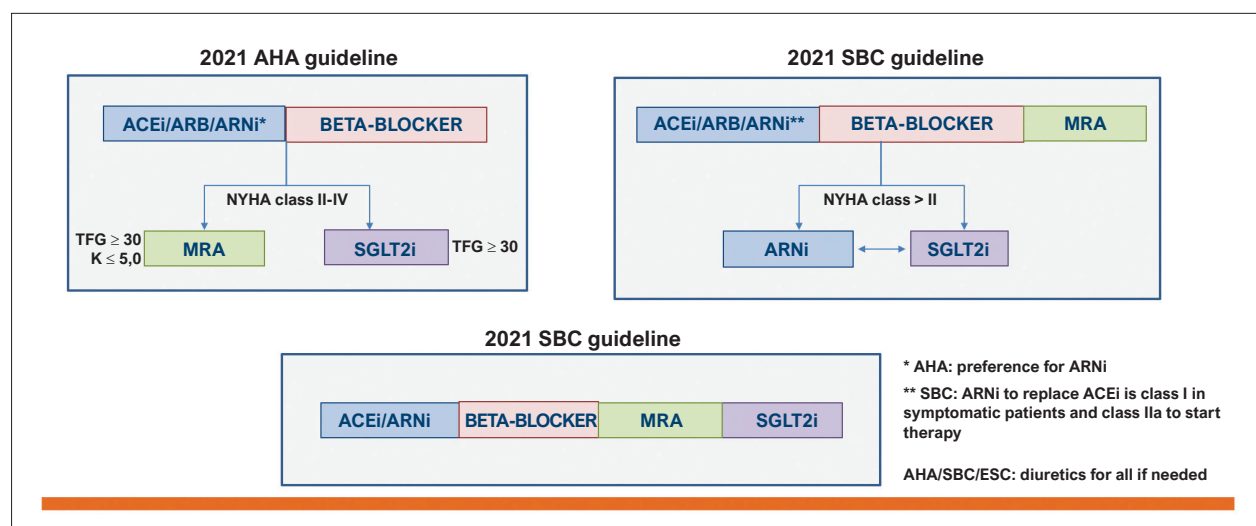 2021 AHA guideline
ACEi/ARB/ARNi*
BETA-BLOCKER
NYHA class II-IV
TFG ≥ 30
K ≤ 5,0
MRA
SGLT2i
TFG ≥ 30
2021 SBC guideline
ACEi/ARB/ARNi**
BETA-BLOCKER
MRA
NYHA class > II
ARNi
SGLT2i
2021 SBC guideline
ACEi/ARNi
BETA-BLOCKER
MRA
SGLT2i
* AHA: preference for ARNi
** SBC: ARNi to replace ACEi is class I in
symptomatic patients and class IIa to start
therapy
AHA/SBC/ESC: diuretics for all if needed